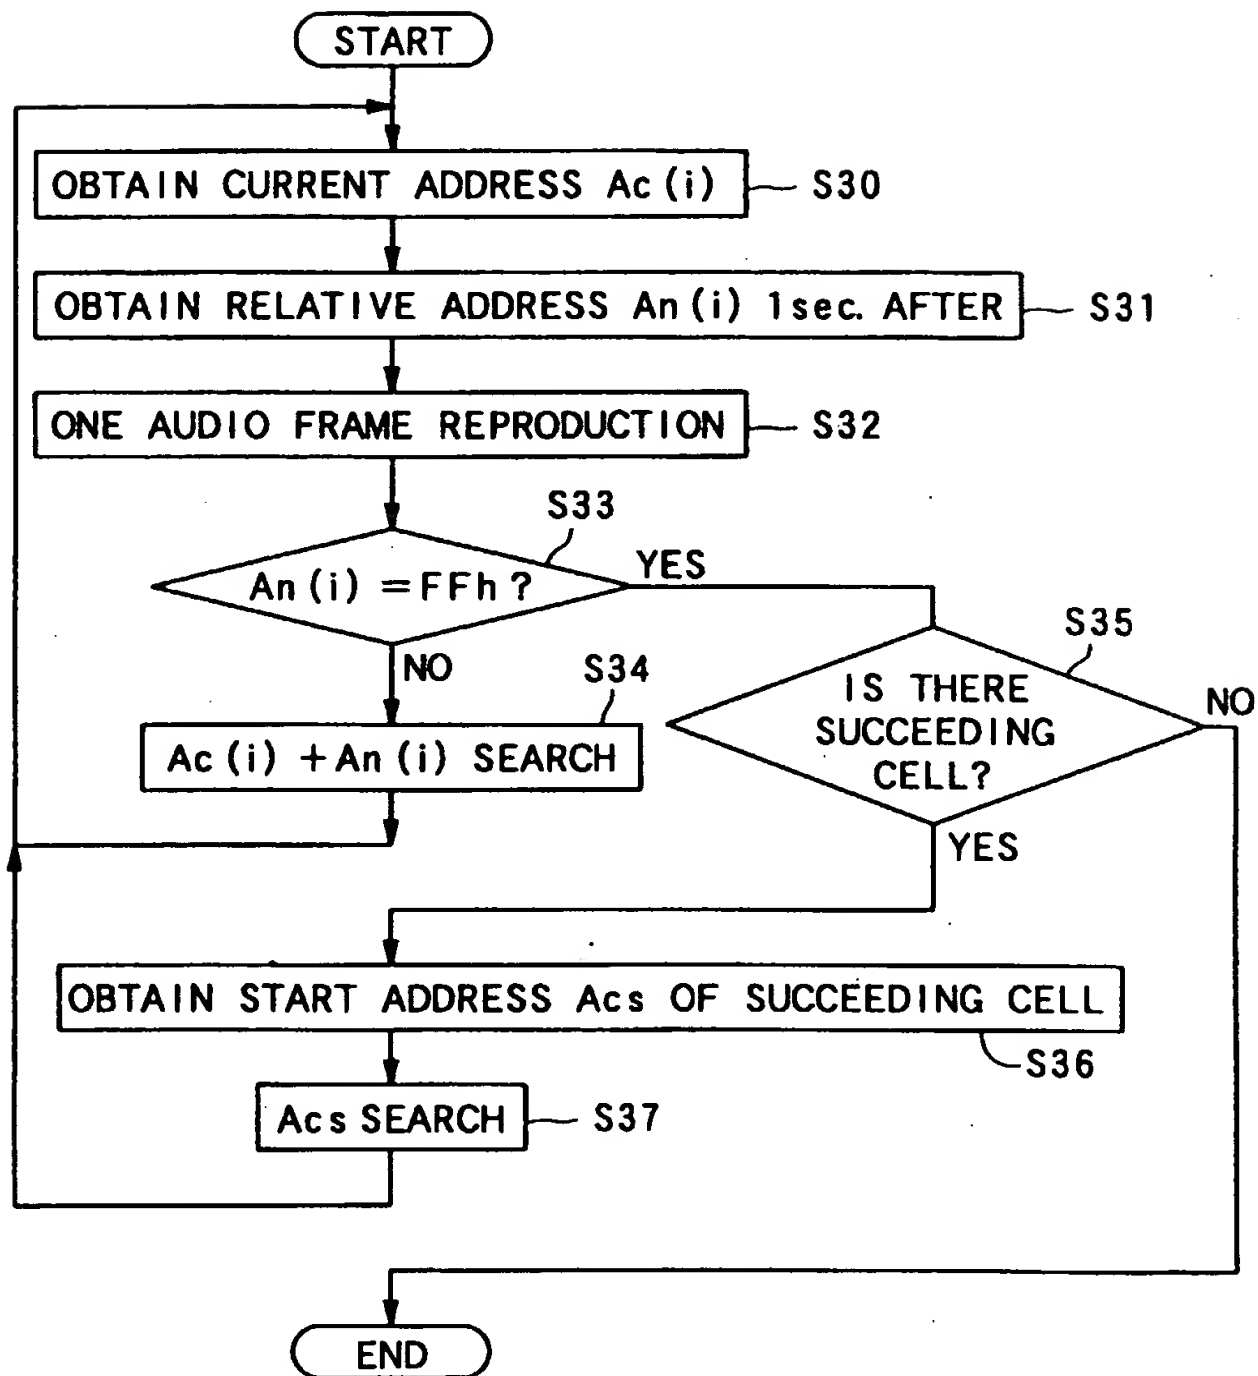 START
OBTAIN CURRENT ADDRESS Ac(i)
S30
OBTAIN RELATIVE ADDRESS An(i) 1sec. AFTER
S31
ONE AUDIO FRAME REPRODUCTION
S32
S33
An(i) =FFh?
YES
NO
S34
Ac(i) +An(i) SEARCH
S35
IS THERE
SUCCEEDING
CELL?
NO
YES
OBTAIN START ADDRESS Acs OF SUCCEEDING CELL
S36
Acs SEARCH
S37
END